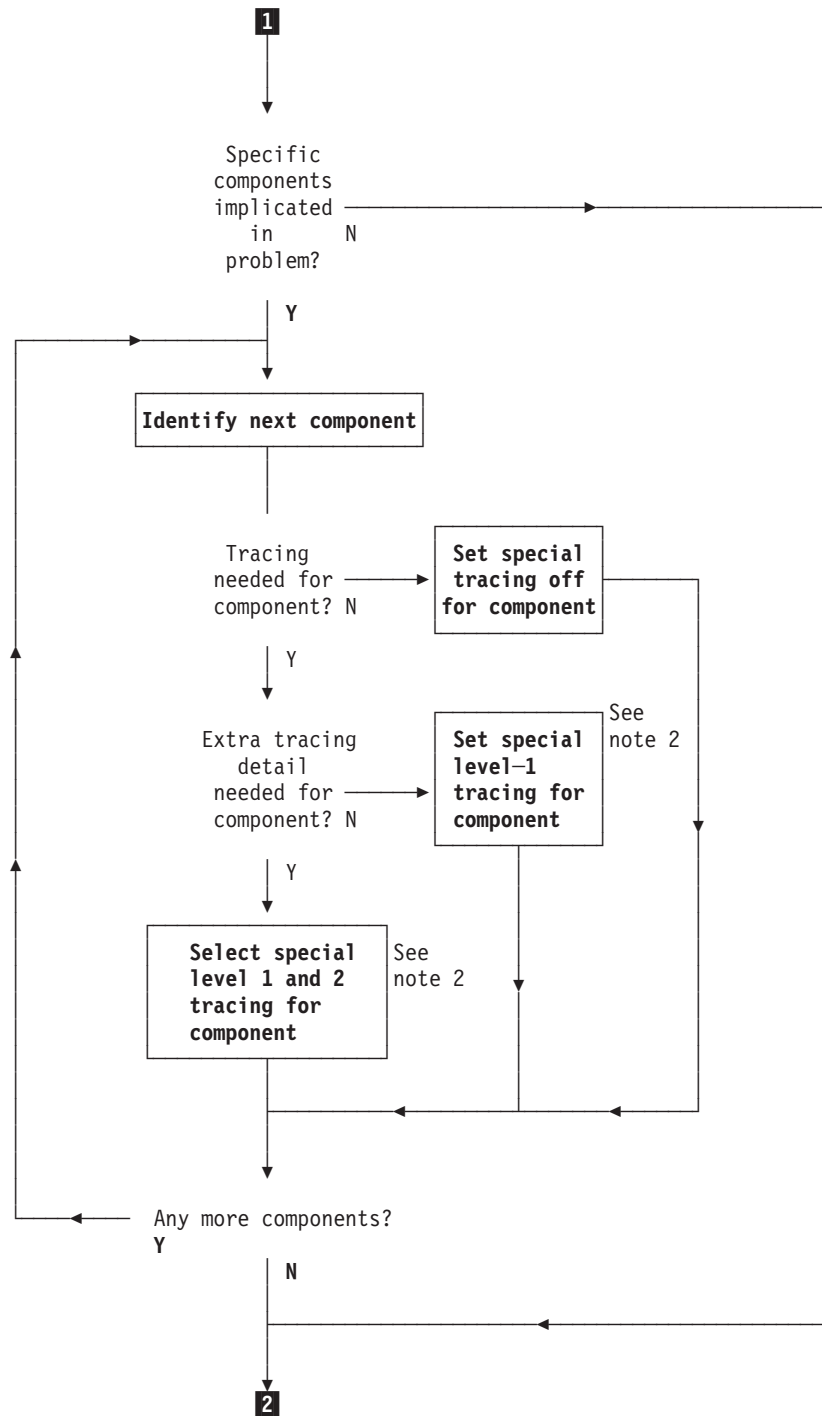 1
Specific
components
implicated
in N
problem?
Y
Identify next component
Tracing
needed for
component? N
Set special
tracing off
for component
Y
Extra tracing
detail
needed for
component? N
Set special
level—1
tracing for
component
See
note 2
Y
Select special
level 1 and 2
tracing for
component
See
note 2
Any more components?
Y
N
2